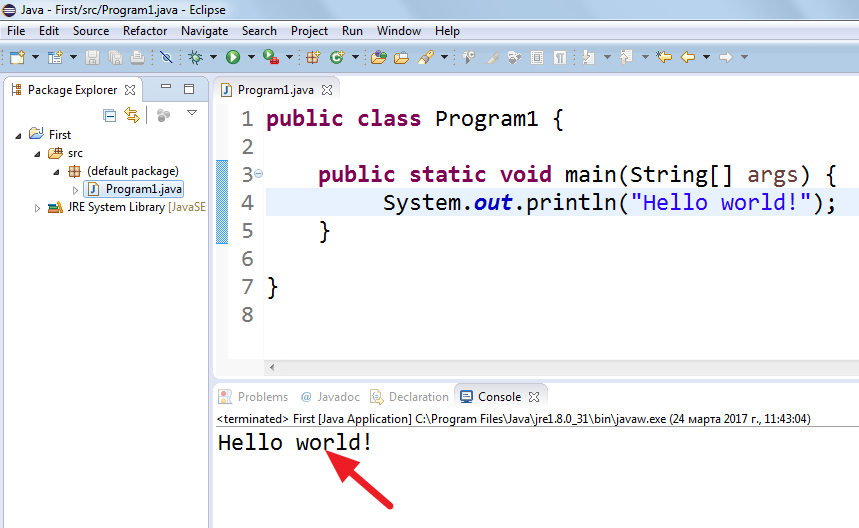 Java - First/src/Program1.java - Eclipse
File Edit Source Refactor Navigate Search Project Run Window Help
Package Explorer
First
src
(default package)
Program1.java
JRE System Library [JavaSE
Program1.java
1 public class Program1 {
2
3 public static void main(String[] args) {
4 System.out.println("Hello world!");
5 }
6
7 }
8
Problems @ Javadoc Declaration Console
<terminated> First [Java Application] C:\Program Files\Java\jre1.8.0_31\bin\javaw.exe (24 марта 2017 г., 11:43:04)
Hello world!